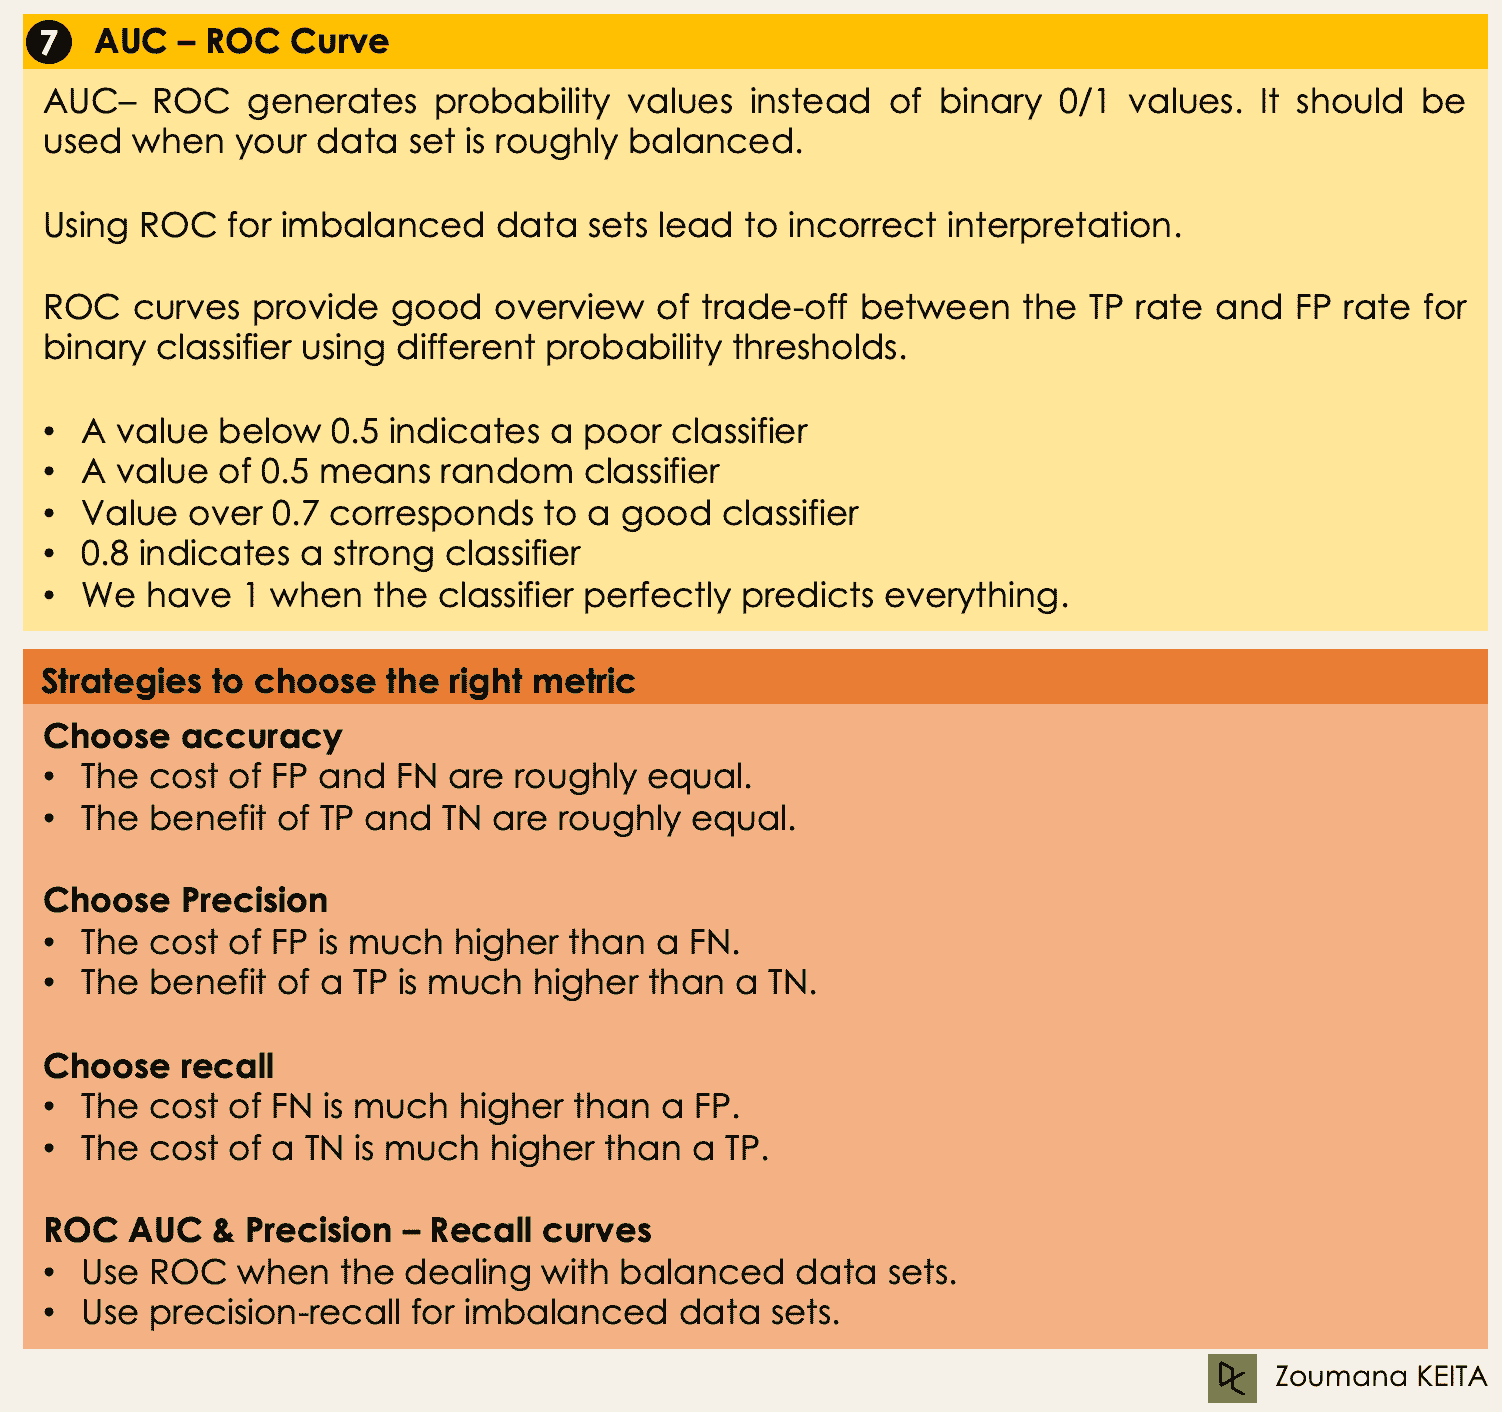 7 AUC – ROC Curve
AUC– ROC generates probability values instead of binary 0/1 values. It should be
used when your data set is roughly balanced.
Using ROC for imbalanced data sets lead to incorrect interpretation.
ROC curves provide good overview of trade-off between the TP rate and FP rate for
binary classifier using different probability thresholds.
• A value below 0.5 indicates a poor classifier
• A value of 0.5 means random classifier
• Value over 0.7 corresponds to a good classifier
• 0.8 indicates a strong classifier
• We have 1 when the classifier perfectly predicts everything.
Strategies to choose the right metric
Choose accuracy
• The cost of FP and FN are roughly equal.
• The benefit of TP and TN are roughly equal.
Choose Precision
• The cost of FP is much higher than a FN.
• The benefit of a TP is much higher than a TN.
Choose recall
• The cost of FN is much higher than a FP.
• The cost of a TN is much higher than a TP.
ROC AUC & Precision – Recall curves
• Use ROC when the dealing with balanced data sets.
• Use precision-recall for imbalanced data sets.
Zoumana KEITA